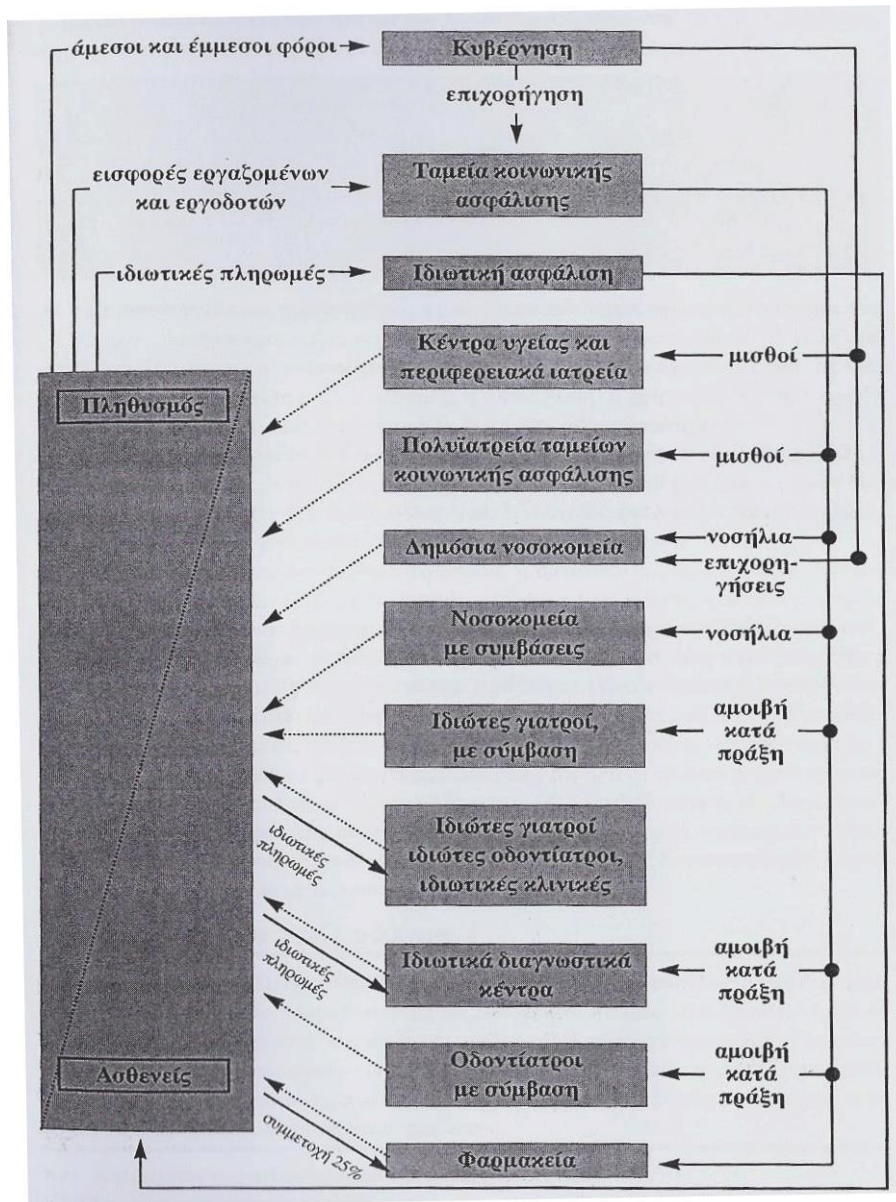 άμεσοι και έμμεσοι φόροι
Κυβέρνηση
επιχορήγηση
εισφορές εργαζομένων
και εργοδοτών
Ταμεία κοινωνικής
ασφάλισης
ιδιωτικές πληρωμές
Ιδιωτική ασφάλιση
Κέντρα υγείας και
περιφερειακά ιατρεία
μισθοί
Πληθυσμός
Πολυϊατρεία ταμείων
κοινωνικής ασφάλισης
μισθοί
Δημόσια νοσοκομεία
νοσήλια
επιχορη-
γήσεις
Νοσοκομεία
με συμβάσεις
νοσήλια
Ιδιώτες γιατροί,
με σύμβαση
αμοιβή
κατά
πράξη
ιδιωτικές
πληρωμές
Ιδιώτες γιατροί
ιδιώτες οδοντίατροι,
ιδιωτικές κλινικές
ιδιωτικές
πληρωμές
Ιδιωτικά διαγνωστικά
κέντρα
αμοιβή
κατά
πράξη
Οδοντίατροι
με σύμβαση
αμοιβή
κατά
πράξη
Ασθενείς
συμμετοχή 25%
Φαρμακεία